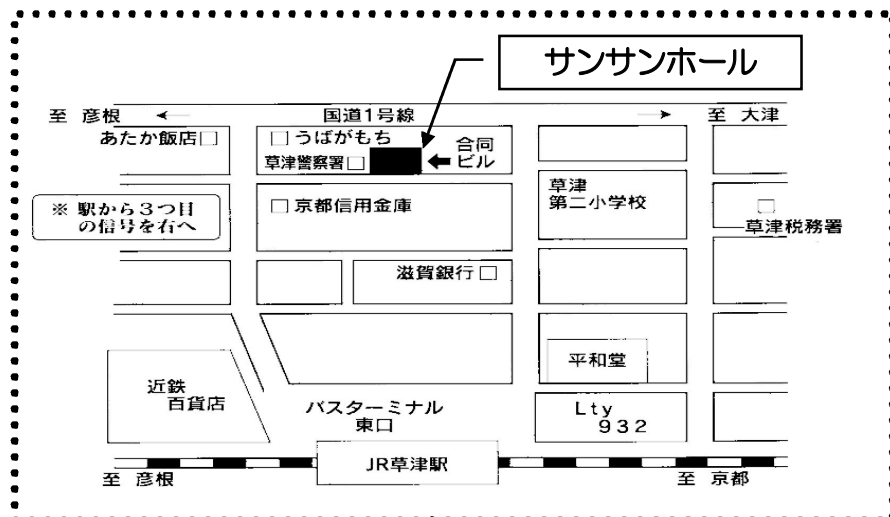 サンサンホール
至 彦根
国道1号線
至 大津
あたか飯店
うばがもち
合同
ビル
草津警察署
草津
第二小学校
※ 駅から3つ目
の信号を右へ
京都信用金庫
草津税務署
滋賀銀行
平和堂
近鉄
百貨店
バスターミナル
東口
Lty
932
JR草津駅
至 彦根
至 京都